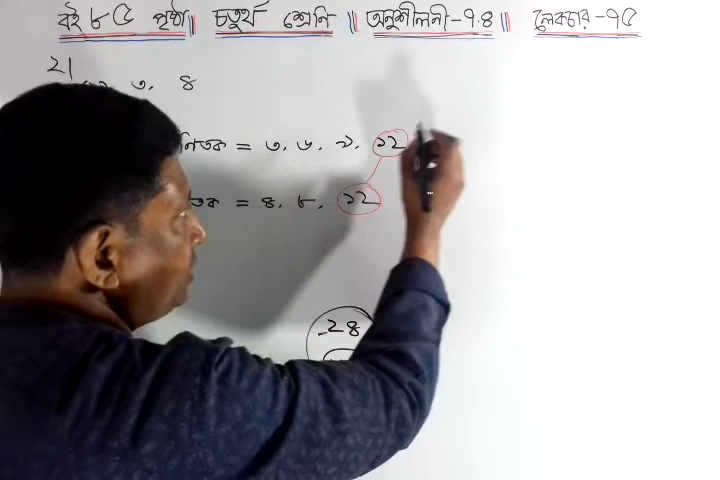 বই ৮৫ পৃষ্ঠা || চতুর্থ শ্রেনি || অনুশীলনী-৭.৪ || লেকচার-৭৫
২।
৩, ৪
= ৩, ৬, ৯, ১২
= ৪, ৮, ১২
২৪